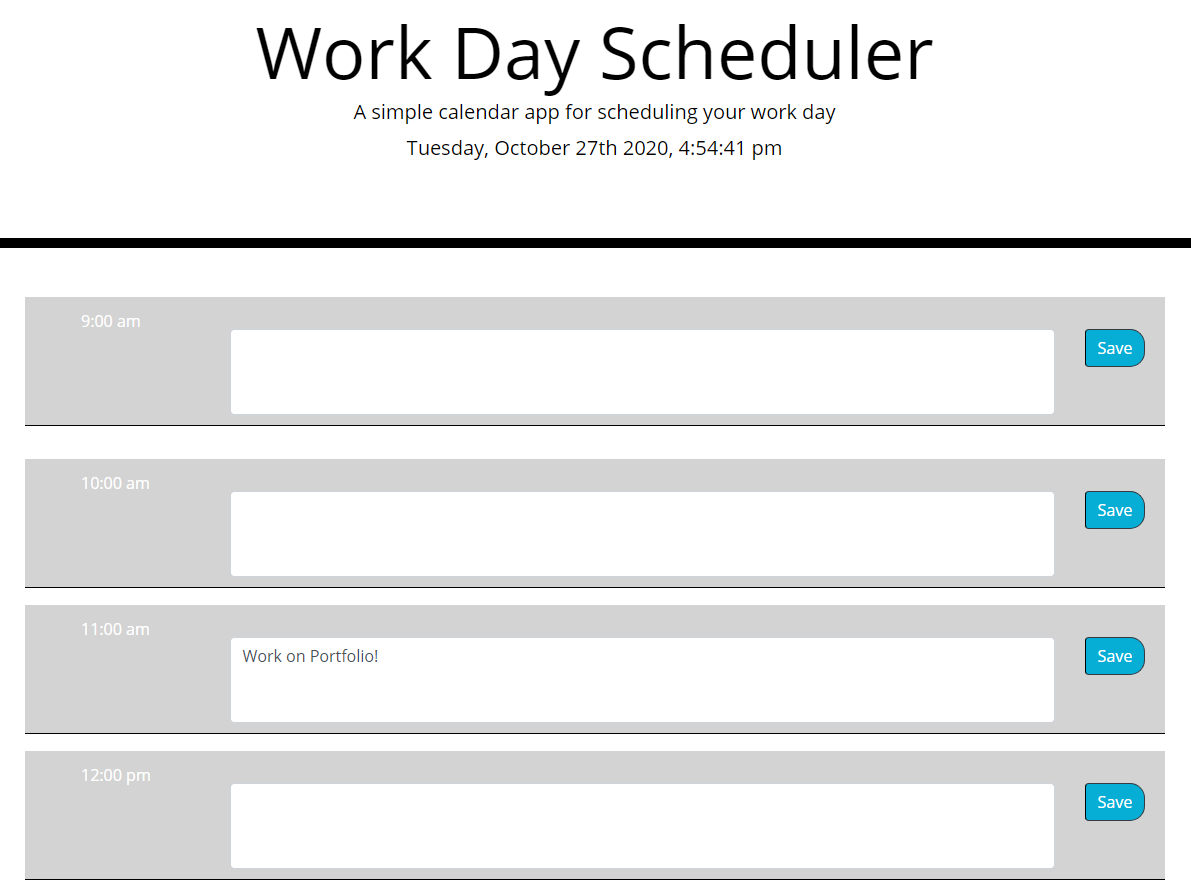 Work Day Scheduler
A simple calendar app for scheduling your work day
Tuesday, October 27th 2020, 4:54:41 pm
9:00 am
Save
10:00 am
Save
11:00 am
Work on Portfolio!
Save
12:00 pm
Save